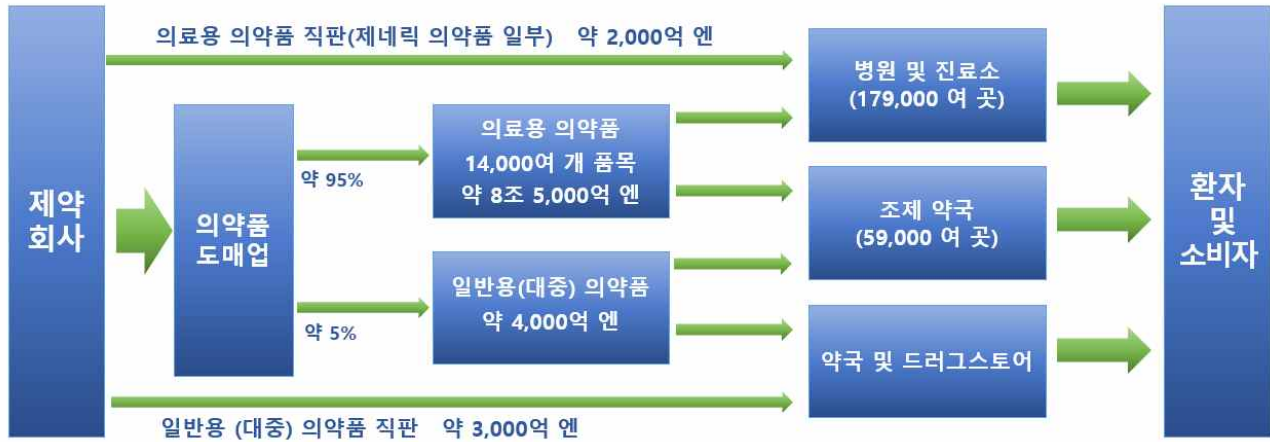 의료용 의약품 직판(제네릭 의약품 일부) 약 2,000억 엔
제약
회사
의약품
도매업
약 95%
약 5%
의료용 의약품
14,000여 개 품목
약 8조 5,000억 엔
일반용(대중) 의약품
약 4,000억 엔
병원 및 진료소
(179,000 여 곳)
조제 약국
(59,000 여 곳)
약국 및 드러그스토어
환자
및
소비자
일반용 (대중) 의약품 직판 약 3,000억 엔